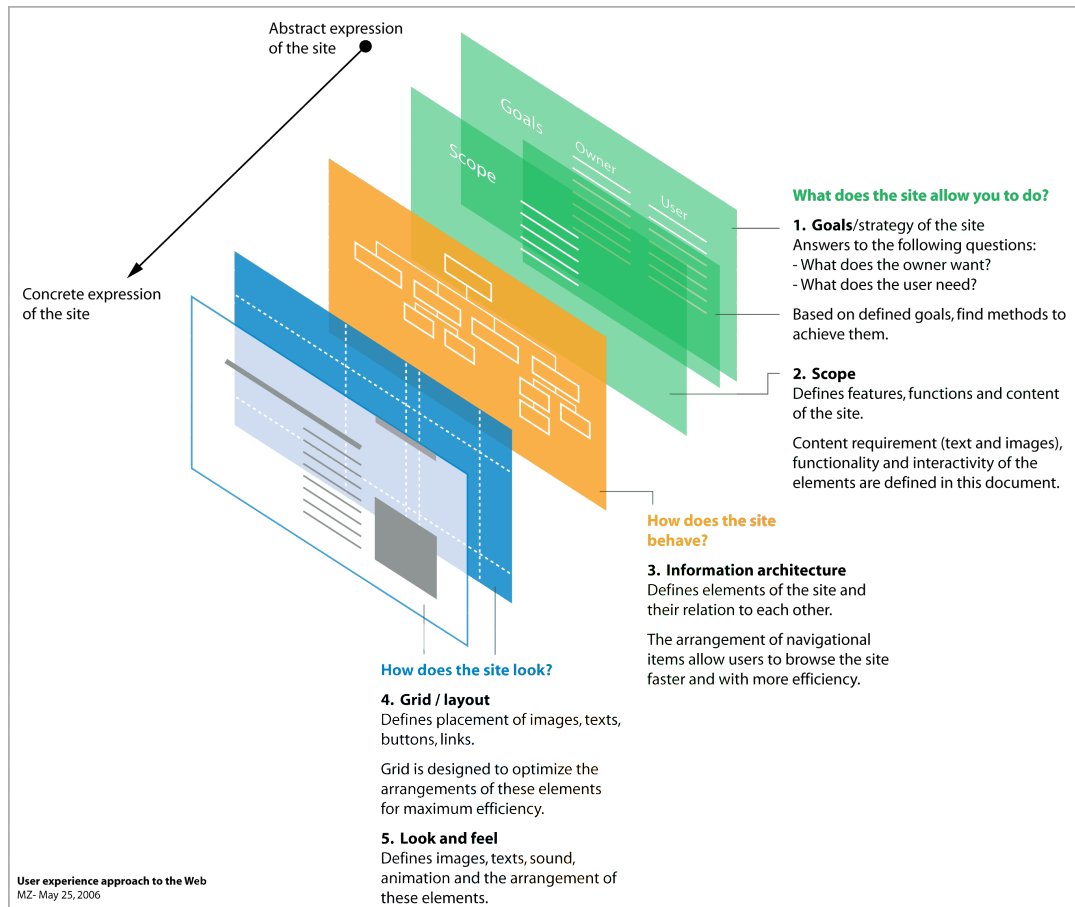 Abstract expression
of the site
Concrete expression
of the site
Goals
Scope
Owner
User
What does the site allow you to do?
1. Goals/strategy of the site
Answers to the following questions:
- What does the owner want?
- What does the user need?
Based on defined goals, find methods to
achieve them.
2. Scope
Defines features, functions and content
of the site.
Content requirement (text and images),
functionality and interactivity of the
elements are defined in this document.
How does the site
behave?
3. Information architecture
Defines elements of the site and
their relation to each other.
The arrangement of navigational
items allow users to browse the site
faster and with more efficiency.
How does the site look?
4. Grid / layout
Defines placement of images, texts,
buttons, links.
Grid is designed to optimize the
arrangements of these elements
for maximum efficiency.
5. Look and feel
Defines images, texts, sound,
animation and the arrangement of
these elements.
User experience approach to the Web
MZ- May 25, 2006